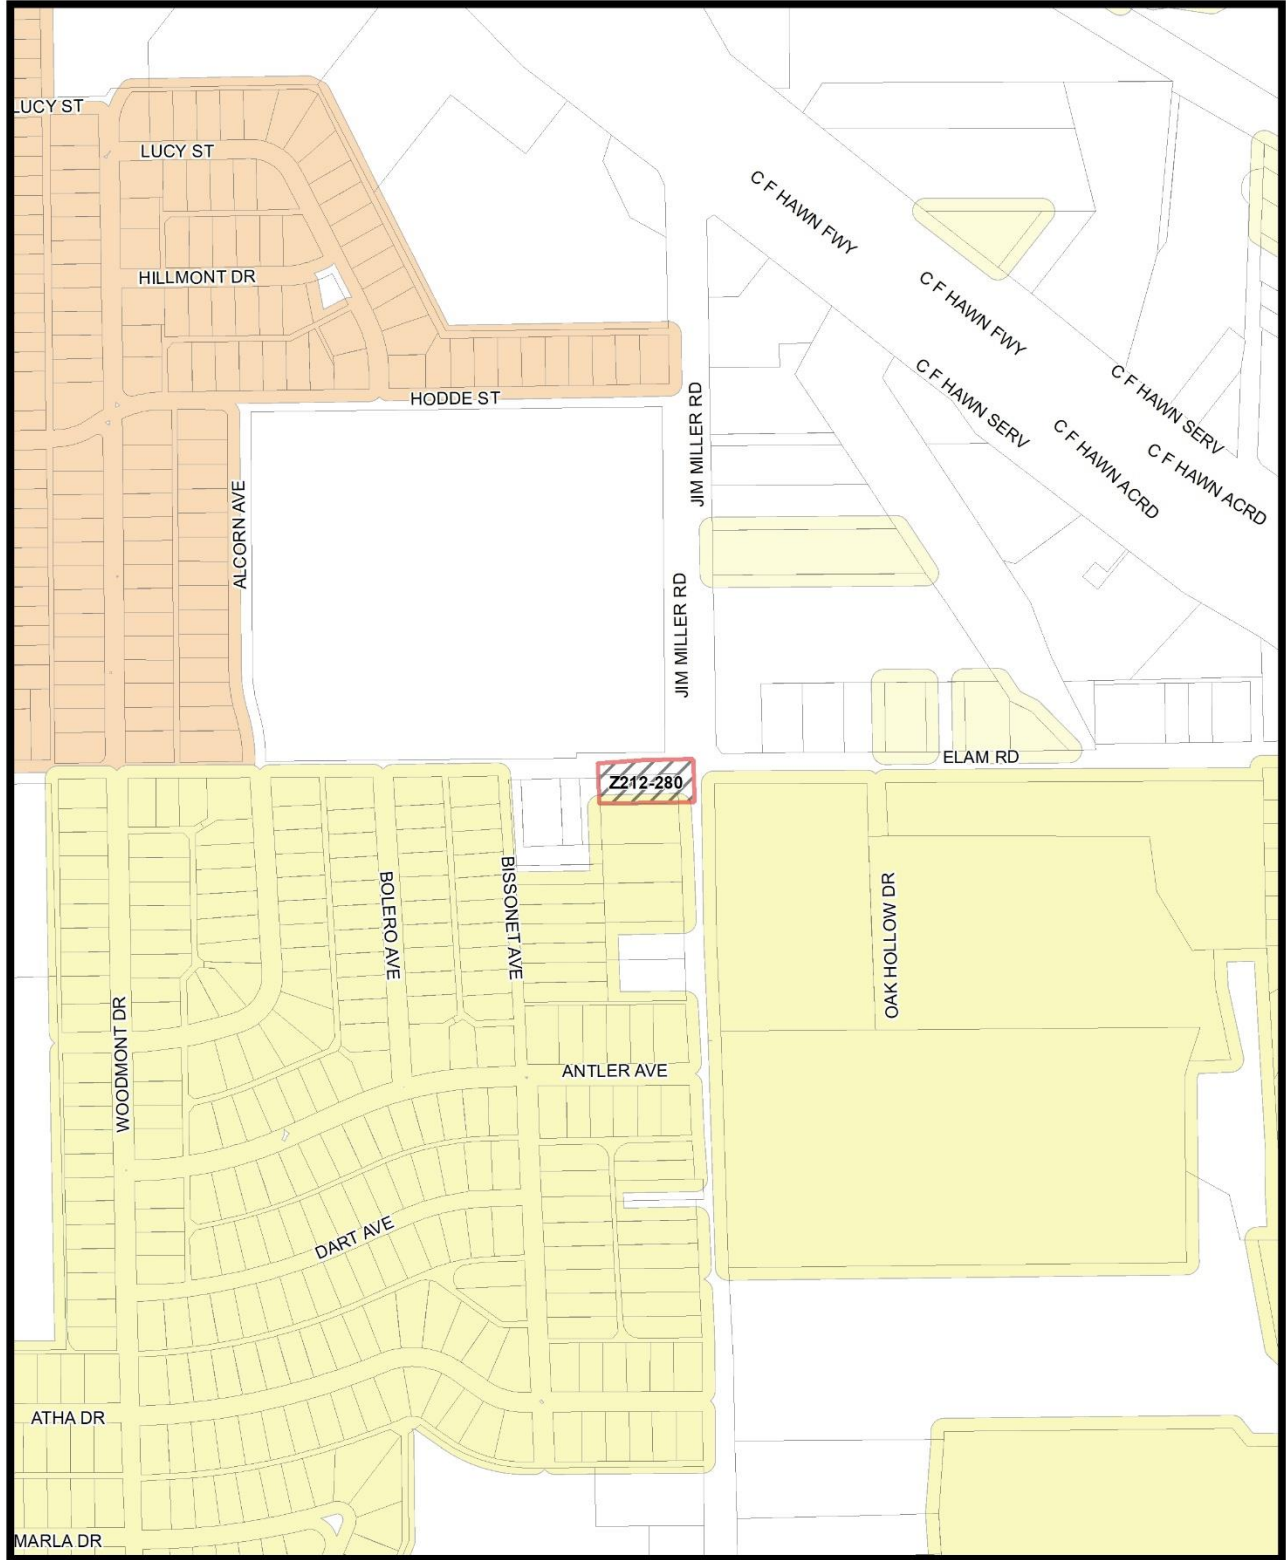 LUCY ST
LUCY ST
C F HAWN FWY
HILLMONT DR
C F HAWN FWY
C F HAWN SERV
C F HAWN SERV
HODDE ST
JIM MILLER RD
C F HAWN ACRD
C F HAWN ACRD
ALCORN AVE
JIM MILLER RD
ELAM RD
Z212-280
BOLERO AVE
BISSONET AVE
OAK HOLLOW DR
WOODMONT DR
ANTLER AVE
DART AVE
ATHA DR
MARLA DR